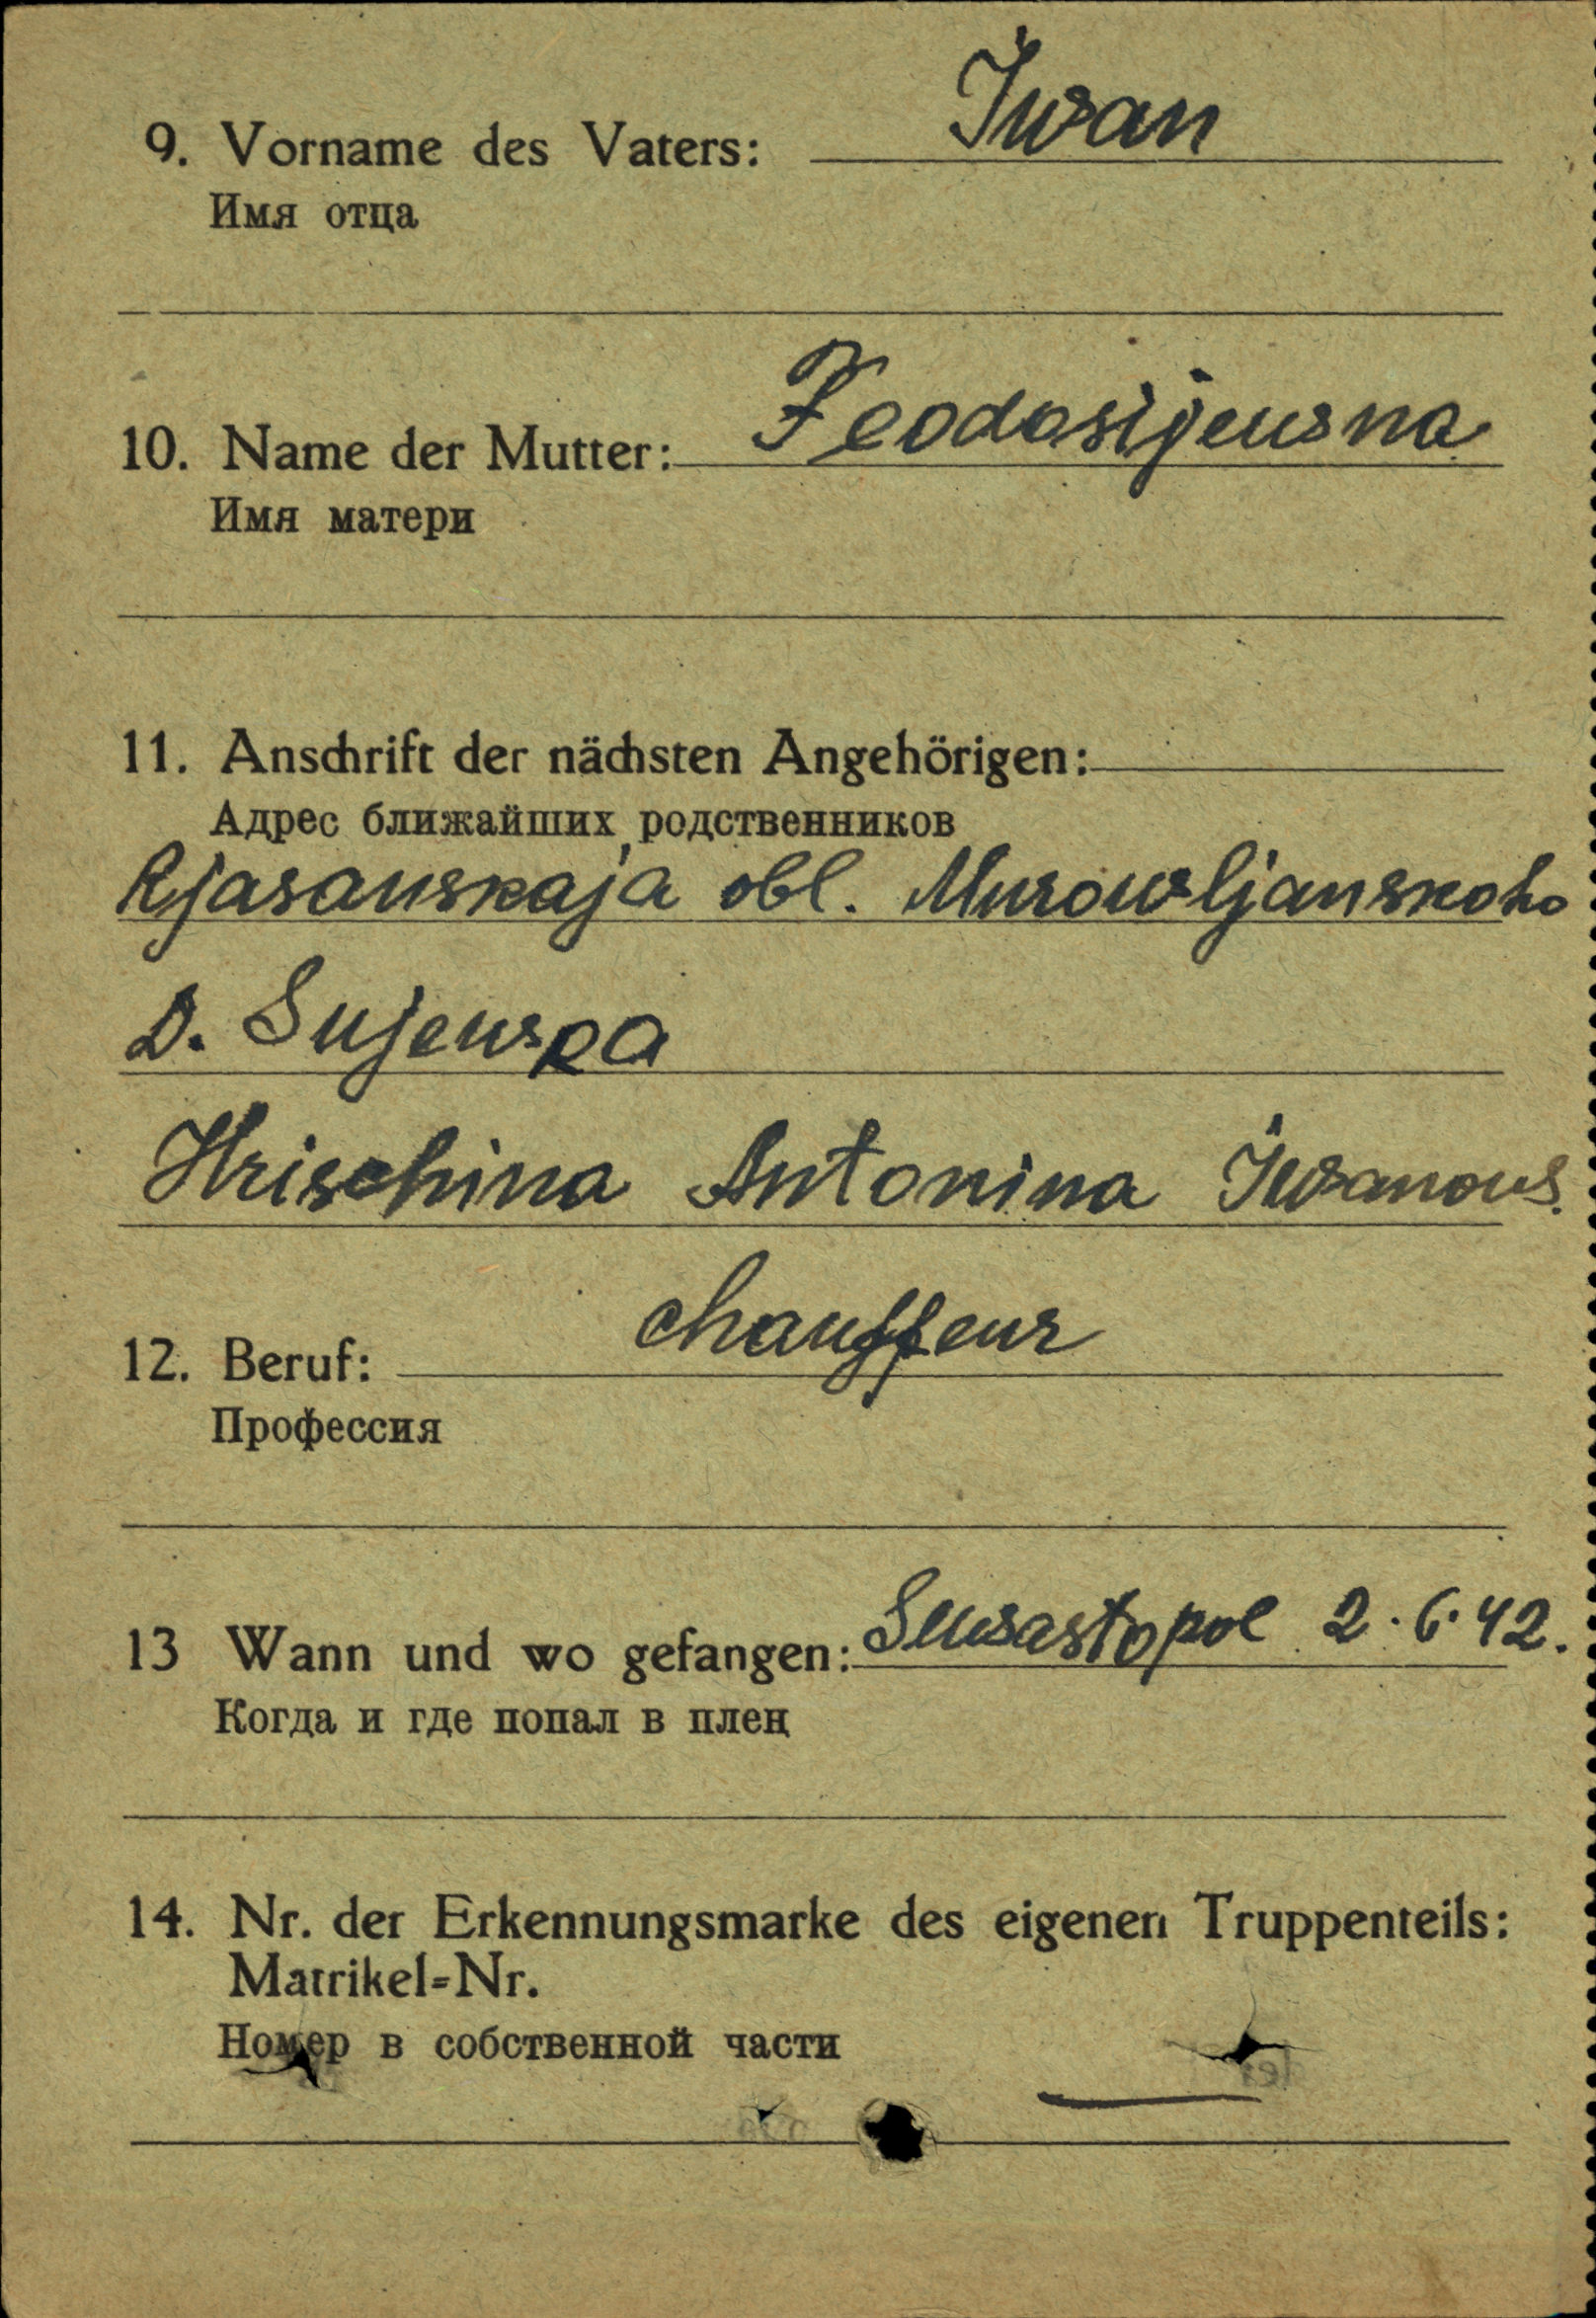 9. Vorname des Vaters: Iwan
Имя отца
10. Name der Mutter: Feodosijewna
Имя матери
11. Anschrift der nächsten Angehörigen:
Адрес ближайших родственников
Rjasanskaja obl. Murowljanskoho
D. Sujewka
Hrischina Antonina Iwanow.
12. Beruf: chauffeur
Профессия
13 Wann und wo gefangen: Sewastopol 2.6.42.
Когда и где попал в плен
14. Nr. der Erkennungsmarke des eigenen Truppenteils:
Matrikel=Nr.
Номер в собственной части
—